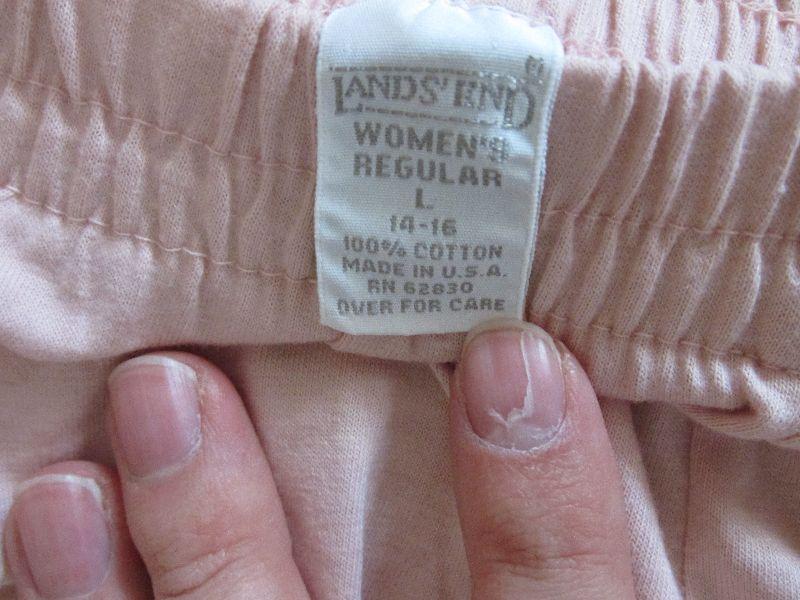 LANDS' END
WOMEN'S
REGULAR
L
14-16
100% COTTON
MADE IN U.S.A.
RN 62830
OVER FOR CARE